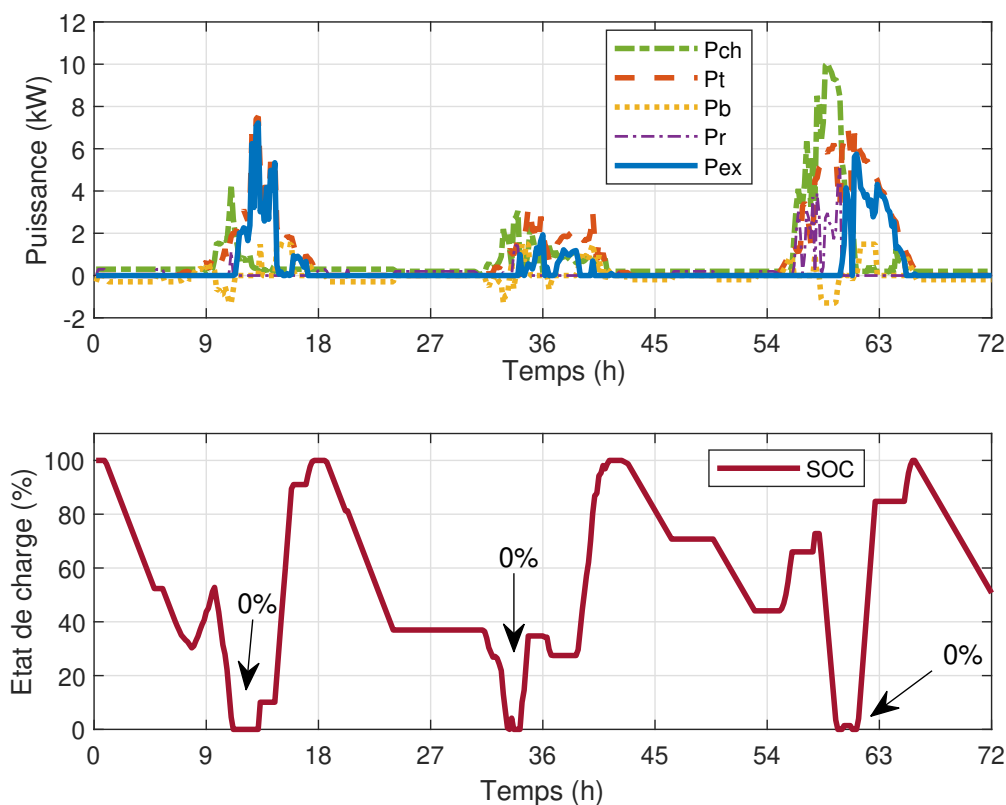 12
10
8
6
4
2
0
-2
Puissance (kW)
Pch
Pt
Pb
Pr
Pex
0 9 18 27 36 45 54 63 72
Temps (h)
100
80
60
40
20
0
Etat de charge (%)
SOC
0%
0%
0%
0 9 18 27 36 45 54 63 72
Temps (h)